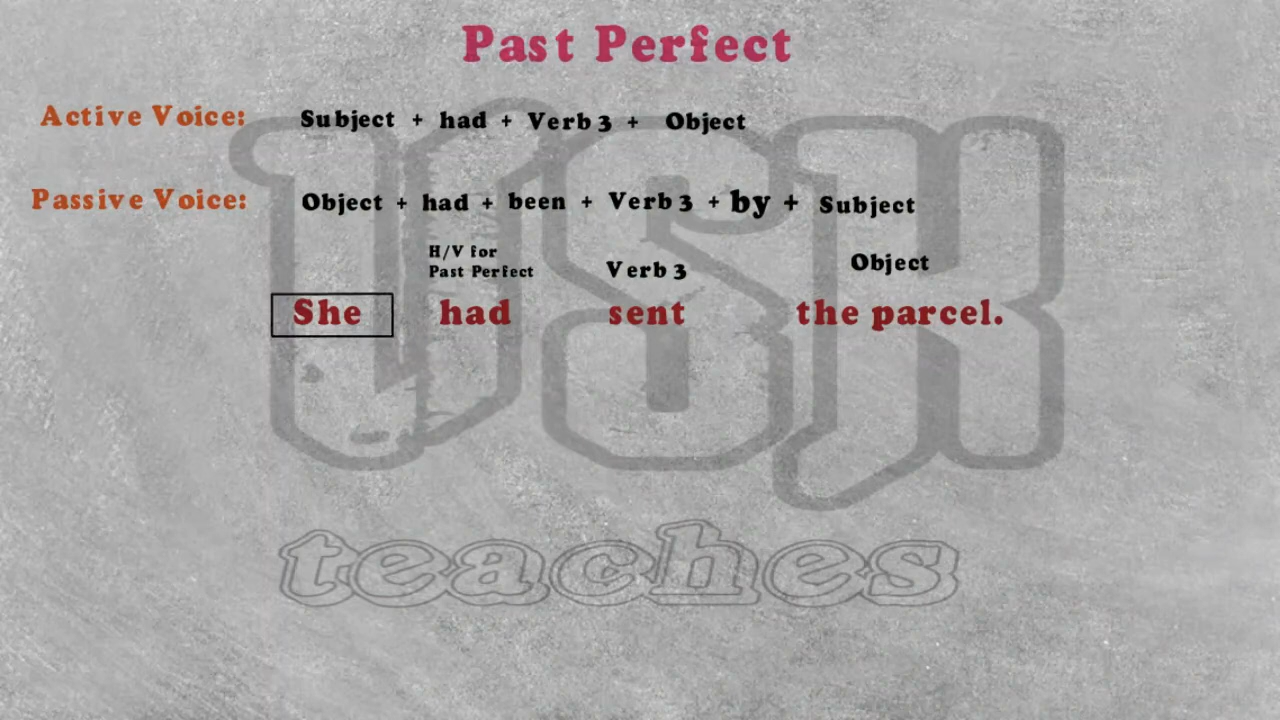 Past Perfect
Active Voice: Subject + had + Verb 3 + Object
Passive Voice: Object + had + been + Verb 3 + by + Subject
H/V for
Past Perfect Verb 3 Object
She had sent the parcel.
VSK
teaches